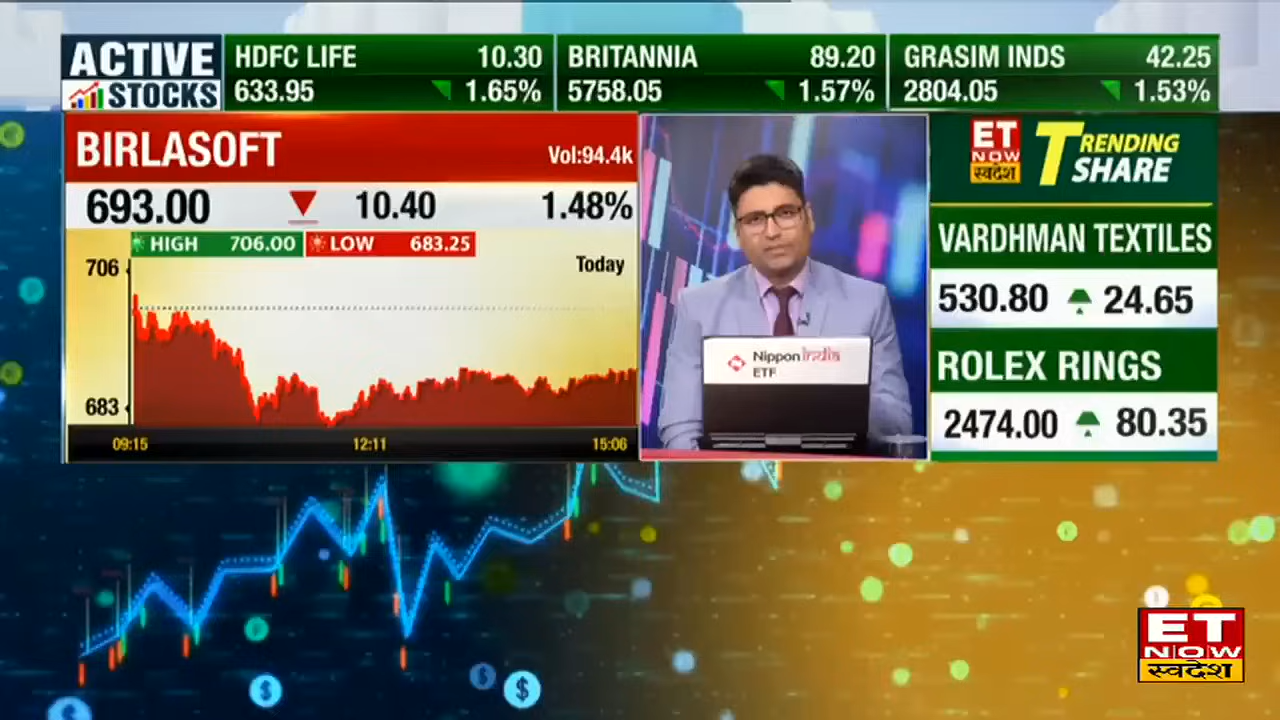 ACTIVE
STOCKS
HDFC LIFE 10.30
633.95 1.65%
BRITANNIA 89.20
5758.05 1.57%
GRASIM INDS 42.25
2804.05 1.53%
BIRLASOFT Vol:94.4k
693.00 10.40 1.48%
HIGH 706.00 LOW 683.25
Today
706
683
09:15 12:11 15:06
Nippon india
ETF
ET
NOW
स्वदेश
TRENDING
SHARE
VARDHMAN TEXTILES
530.80 24.65
ROLEX RINGS
2474.00 80.35
$
$
$
ET
NOW
स्वदेश